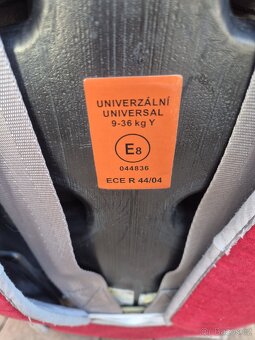 UNIVERZÁLNÍ
UNIVERSAL
9-36 kg Y
E8
044836
ECE R 44/04